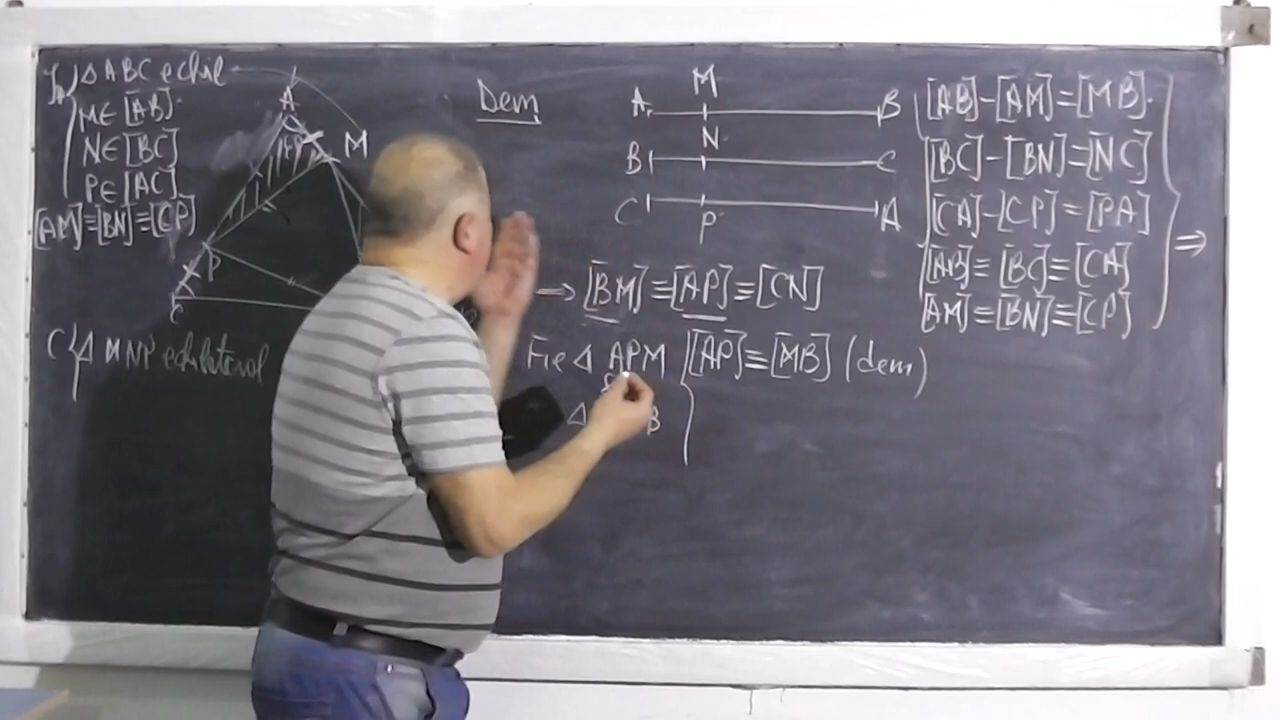 Ip) △ ABC echil
M∈ [AB]
N∈ [BC]
P∈ [AC]
[AM]≡[BN]≡[CP]
C) △ MNP echilateral
A
M
P
C
Dem
A M B
B N C
C P A
[AB]-[AM]=[MB]
[BC]-[BN]=[NC]
[CA]-[CP]=[PA]
[AB]≡[BC]≡[CA]
[AM]≡[BN]≡[CP]
⇒
→ [BM]≡[AP]≡[CN]
Fie △ APM
[AP]≡[MB] (dem)
△ B